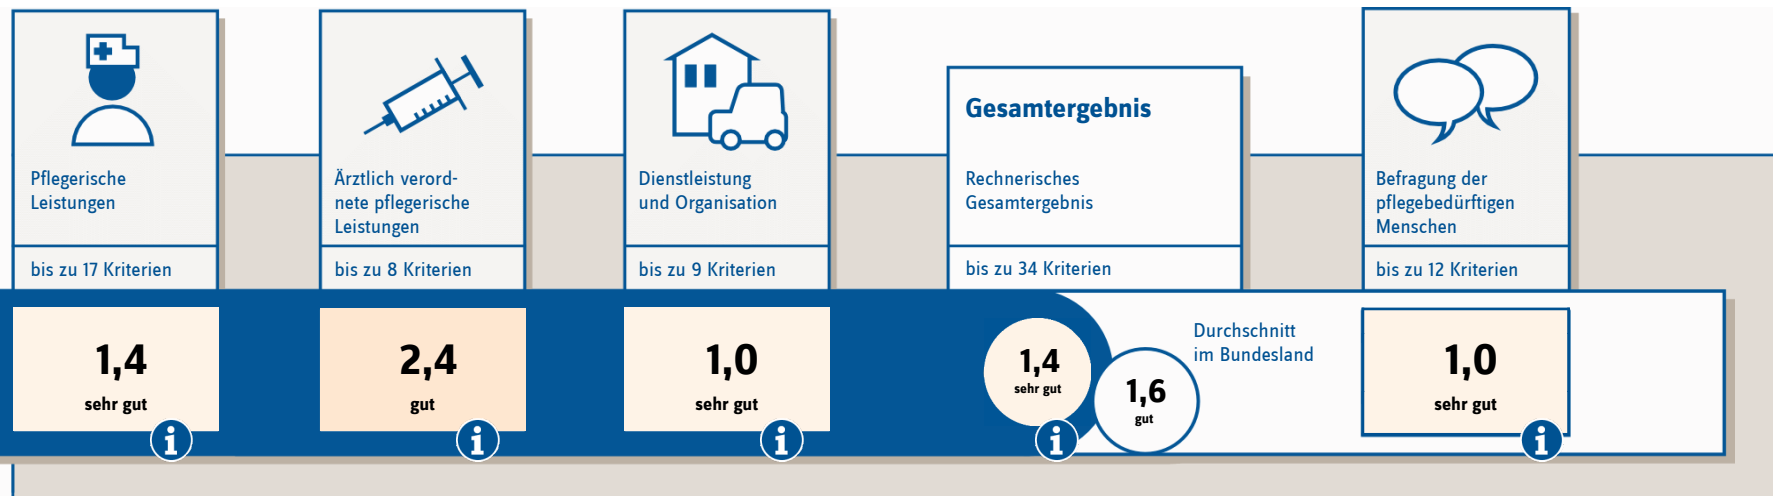 Pflegerische
Leistungen
bis zu 17 Kriterien
1,4
sehr gut
i
Ärztlich verord-
nete pflegerische
Leistungen
bis zu 8 Kriterien
2,4
gut
i
Dienstleistung
und Organisation
bis zu 9 Kriterien
1,0
sehr gut
i
Gesamtergebnis
Rechnerisches
Gesamtergebnis
bis zu 34 Kriterien
1,4
sehr gut
i
1,6
gut
Durchschnitt
im Bundesland
Befragung der
pflegebedürftigen
Menschen
bis zu 12 Kriterien
1,0
sehr gut
i